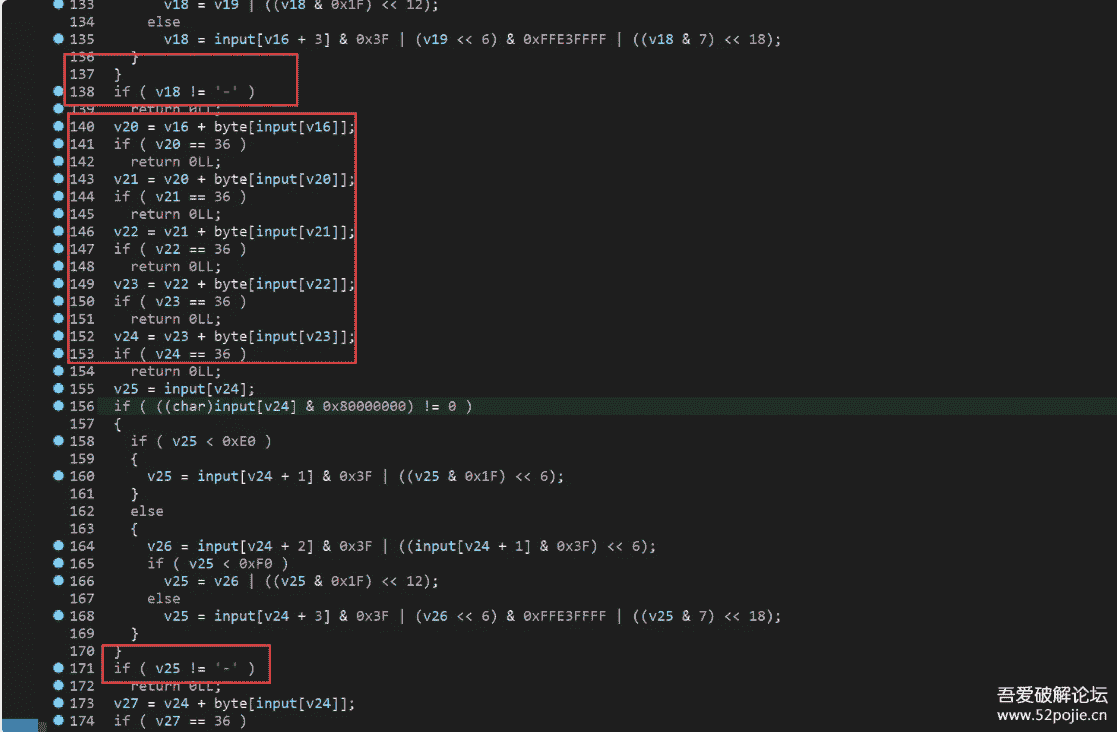 133 v18 = v19 | ((v18 & 0x1F) << 12);
134 else
135 v18 = input[v16 + 3] & 0x3F | (v19 << 6) & 0xFFE3FFFF | ((v18 & 7) << 18);
136 }
137 }
138 if ( v18 != '-' )
139 return 0LL;
140 v20 = v16 + byte[input[v16]];
141 if ( v20 == 36 )
142 return 0LL;
143 v21 = v20 + byte[input[v20]];
144 if ( v21 == 36 )
145 return 0LL;
146 v22 = v21 + byte[input[v21]];
147 if ( v22 == 36 )
148 return 0LL;
149 v23 = v22 + byte[input[v22]];
150 if ( v23 == 36 )
151 return 0LL;
152 v24 = v23 + byte[input[v23]];
153 if ( v24 == 36 )
154 return 0LL;
155 v25 = input[v24];
156 if ( ((char)input[v24] & 0x80000000) != 0 )
157 {
158 if ( v25 < 0xE0 )
159 {
160 v25 = input[v24 + 1] & 0x3F | ((v25 & 0x1F) << 6);
161 }
162 else
163 {
164 v26 = input[v24 + 2] & 0x3F | ((input[v24 + 1] & 0x3F) << 6);
165 if ( v25 < 0xF0 )
166 v25 = v26 | ((v25 & 0x1F) << 12);
167 else
168 v25 = input[v24 + 3] & 0x3F | (v26 << 6) & 0xFFE3FFFF | ((v25 & 7) << 18);
169 }
170 }
171 if ( v25 != '-' )
172 return 0LL;
173 v27 = v24 + byte[input[v24]];
174 if ( v27 == 36 )
吾爱破解论坛
www.52pojie.cn